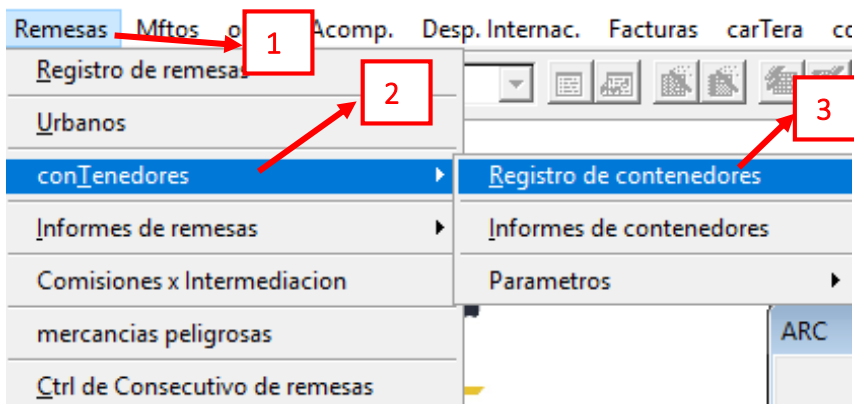 Remesas Mftos Acomp. Desp. Internac. Facturas carTera
1
Registro de remesas
2
3
Urbanos
conTenedores
Registro de contenedores
Informes de remesas
Informes de contenedores
Comisiones x Intermediacion
Parametros
mercancias peligrosas
ARC
Ctrl de Consecutivo de remesas